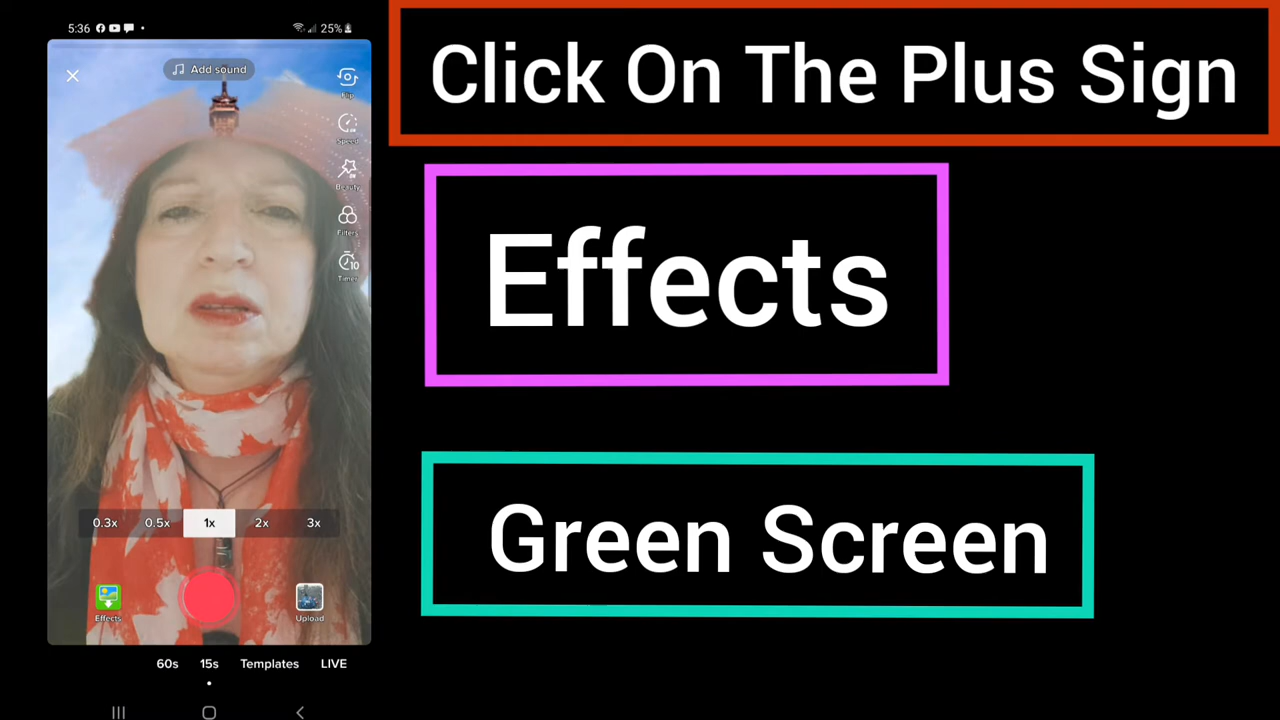 5:36
25%
Add sound
Flip
Speed
Beauty
Filters
Timer
10
0.3x 0.5x 1x 2x 3x
Effects
Upload
60s 15s Templates LIVE
Click On The Plus Sign
Effects
Green Screen